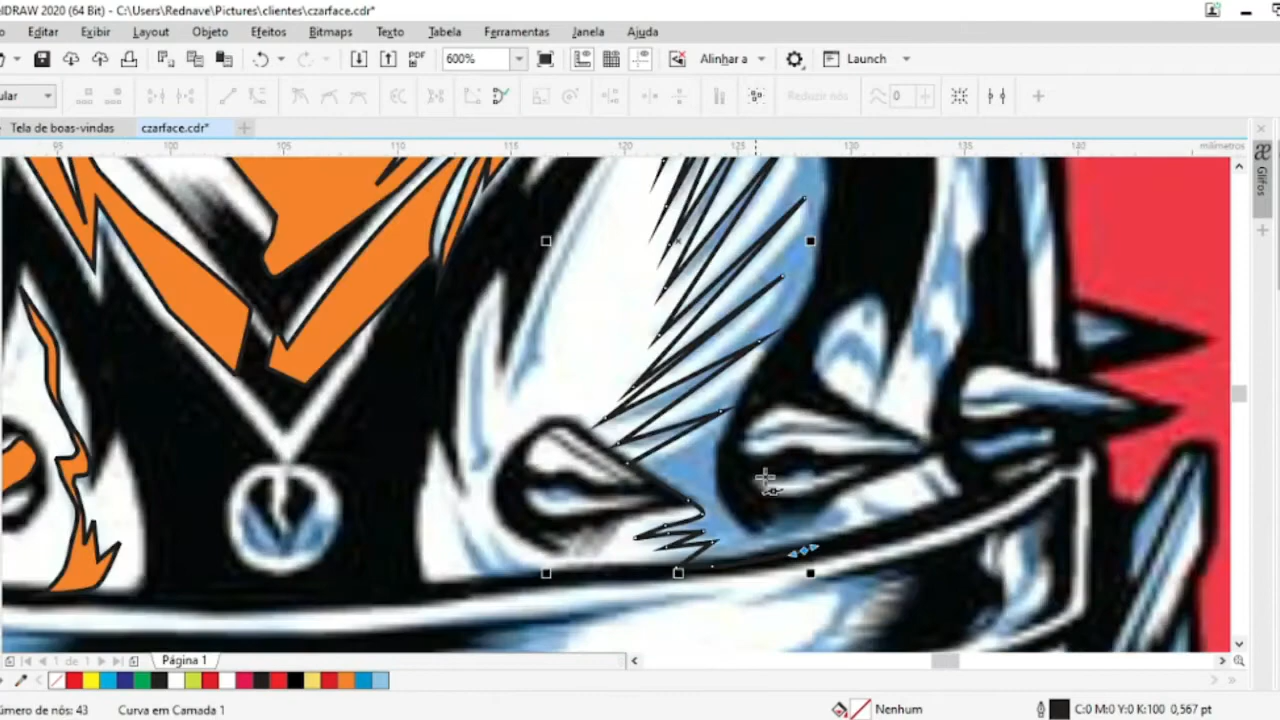 elDRAW 2020 (64 Bit) - C:\Users\Rednave\Pictures\clientes\czarface.cdr*
o Editar Exibir Layout Objeto Efeitos Bitmaps Texto Tabela Ferramentas Janela Ajuda
PDF 600% Alinhar a Launch
ular Reduzir nós 0
Tela de boas-vindas czarface.cdr*
95 100 105 110 115 120 125 130 135 140 milímetros
Glifos
1 de 1 Página 1
úmero de nós: 43 Curva em Camada 1 Nenhum C:0 M:0 Y:0 K:100 0,567 pt